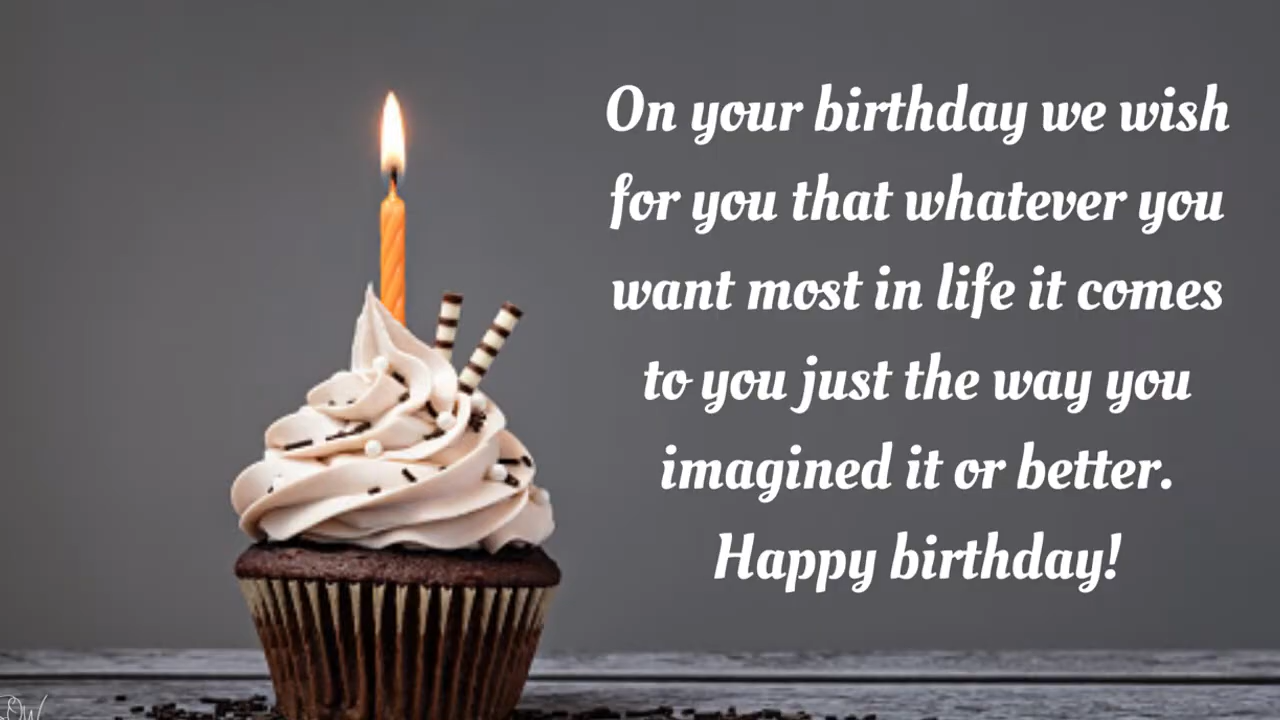 On your birthday we wish
for you that whatever you
want most in life it comes
to you just the way you
imagined it or better.
Happy birthday!